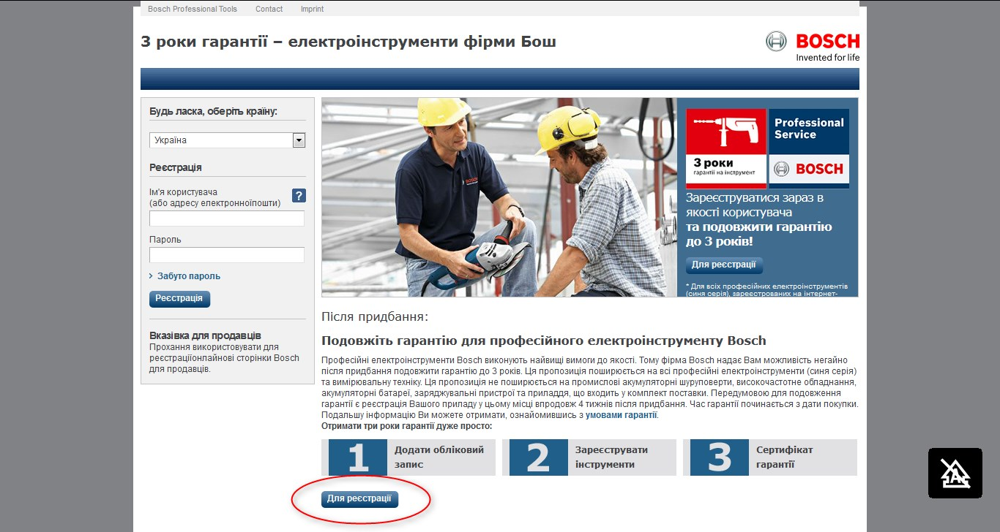 Bosch Professional Tools Contact Imprint
3 роки гарантії – електроінструменти фірми Бош
BOSCH
Invented for life
Будь ласка, оберіть країну:
Україна
Реєстрація
Ім'я користувача
(або адресу електронноїпошти)
?
Пароль
Забуто пароль
Реєстрація
Вказівка для продавців
Прохання використовувати для
реєстраціїонлайнові сторінки Bosch
для продавців.
BOSCH
3 роки
гарантії на інструмент
Professional
Service
BOSCH
Зареєструватися зараз в
якості користувача
та подовжити гарантію
до 3 років!
Для реєстрації
* Для всіх професійних електроінструментів
(синя серія), зареєстрованих на інтернет-
Після придбання:
Подовжіть гарантію для професійного електроінструменту Bosch
Професійні електроінструменти Bosch виконують найвищі вимоги до якості. Тому фірма Bosch надає Вам можливість негайно
після придбання подовжити гарантію до 3 років. Ця пропозиція поширюється на всі професійні електроінструменти (синя серія)
та вимірювальну техніку. Ця пропозиція не поширюється на промислові акумуляторні шуруповерти, високочастотне обладнання,
акумуляторні батареї, заряджувальні пристрої та приладдя, що входить у комплект поставки. Передумовою для подовження
гарантії є реєстрація Вашого приладу у цьому місці впродовж 4 тижнів після придбання. Час гарантії починається з дати покупки.
Подальшу інформацію Ви можете отримати, ознайомившись з умовами гарантії.
Отримати три роки гарантії дуже просто:
1 Додати обліковий
запис
2 Зареєструвати
інструменти
3 Сертифікат
гарантії
Для реєстрації